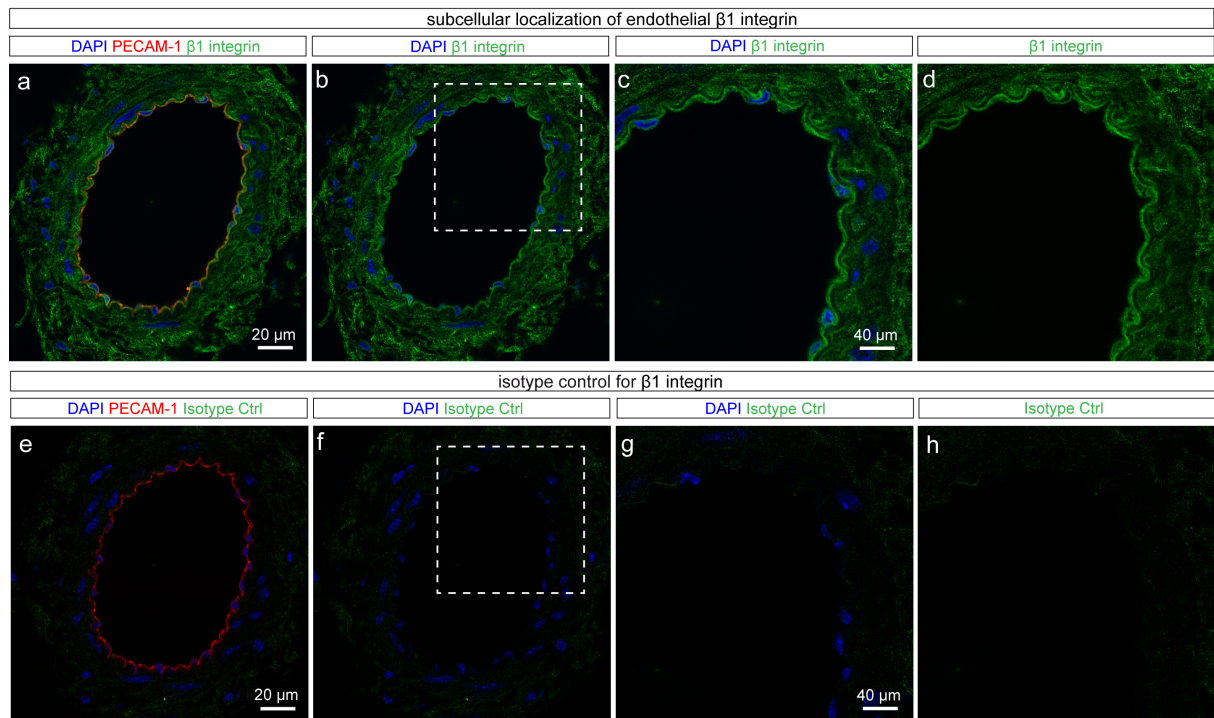 subcellular localization of endothelial β1 integrin
DAPI PECAM-1 β1 integrin
DAPI β1 integrin
DAPI β1 integrin
β1 integrin
a
b
c
d
20 µm
40 µm
isotype control for β1 integrin
DAPI PECAM-1 Isotype Ctrl
DAPI Isotype Ctrl
DAPI Isotype Ctrl
Isotype Ctrl
e
f
g
h
20 µm
40 µm